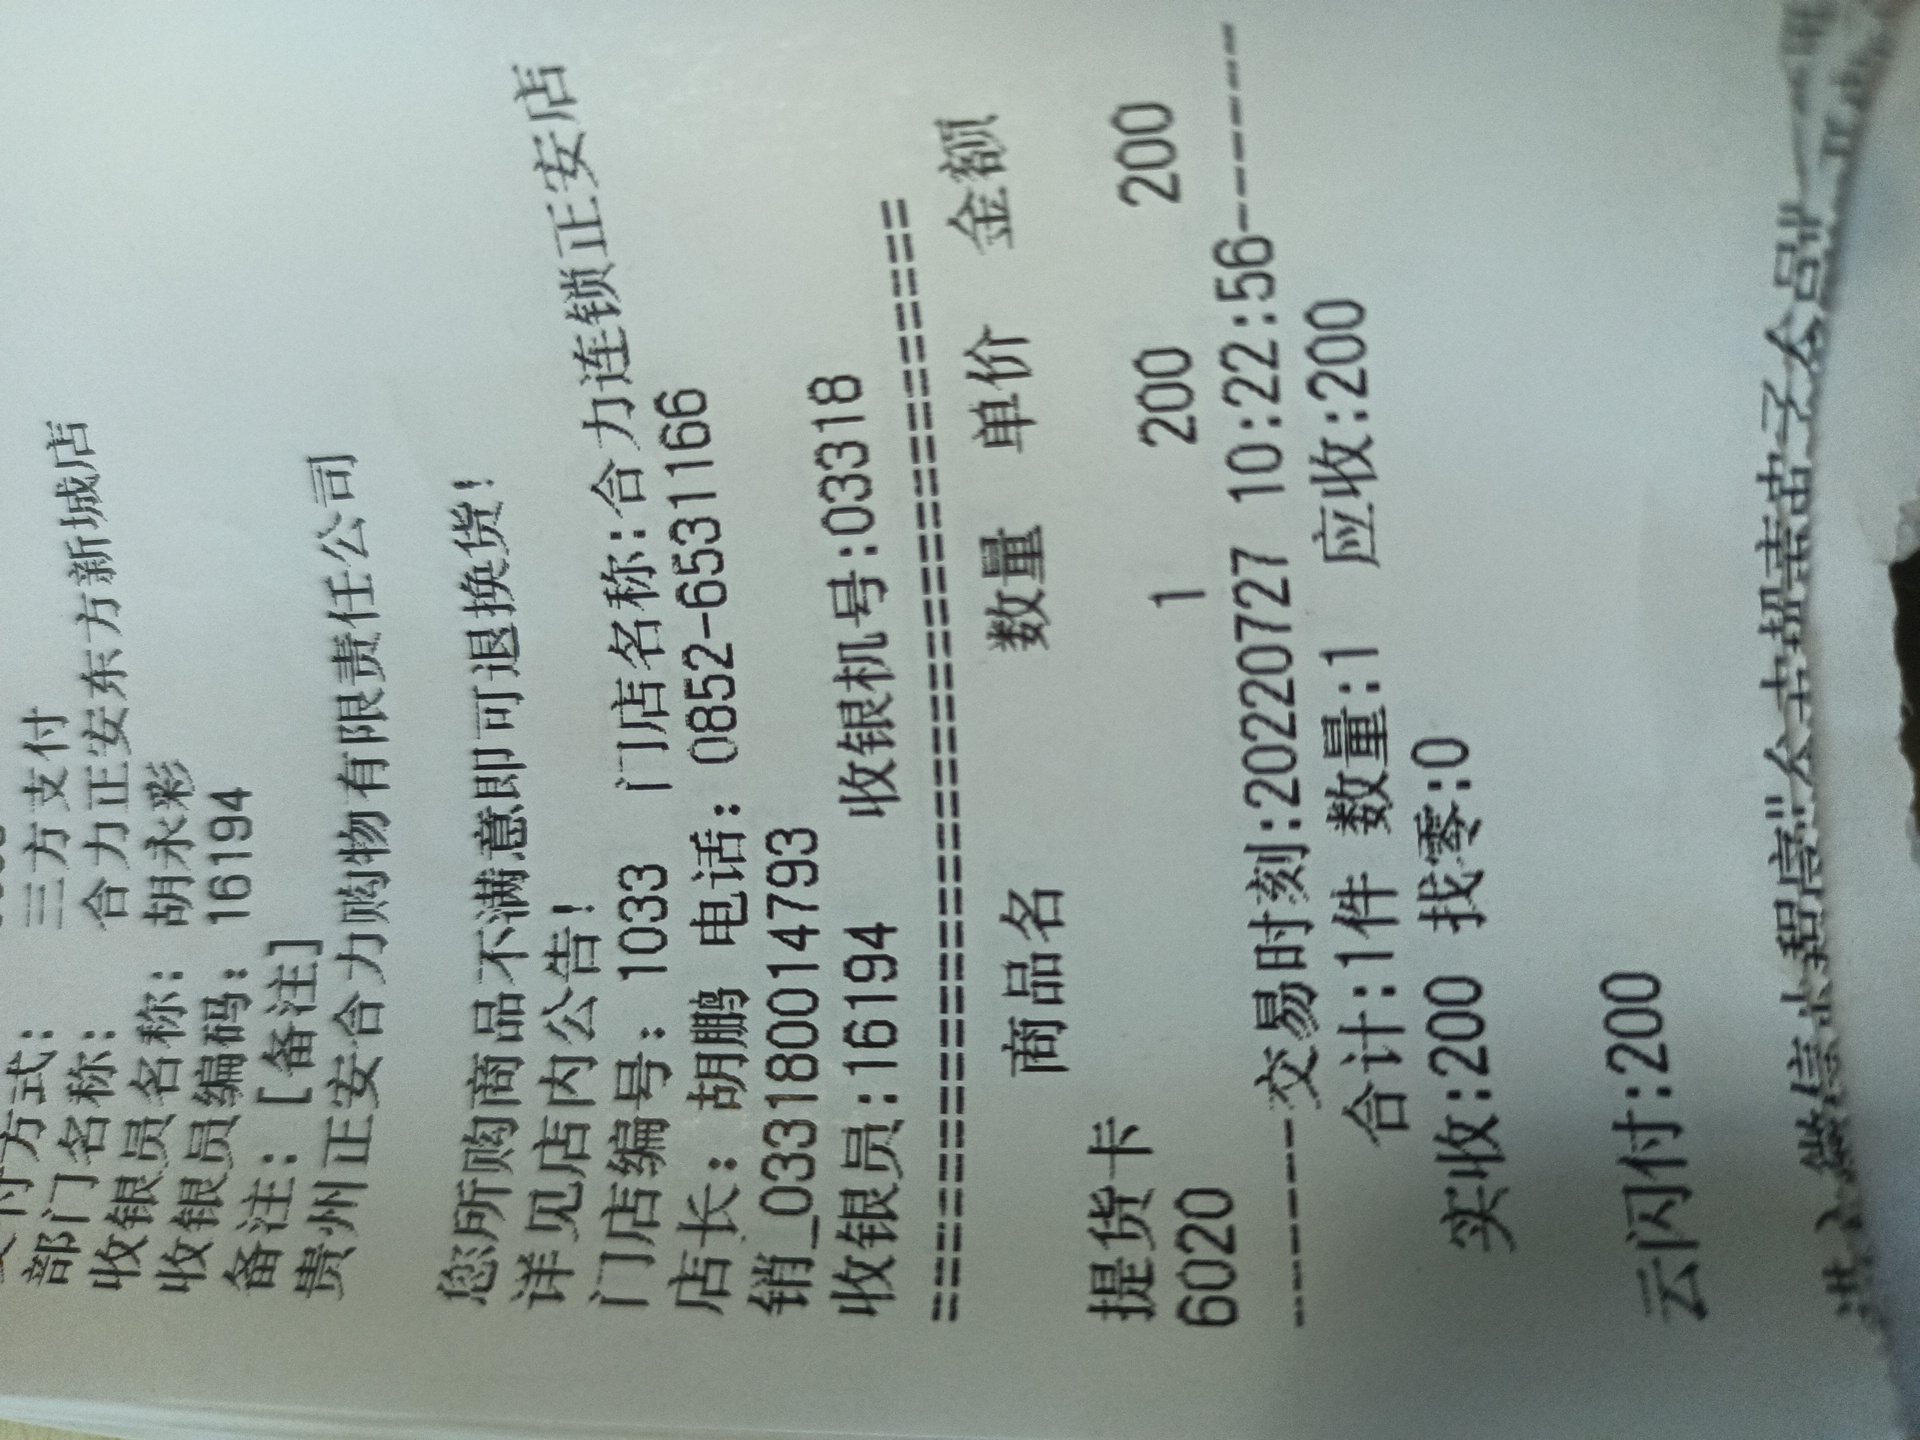 三方支付
部门名称: 合力正安东方新城店
收银员名称: 胡永彩
收银员编码: 16194
备注: [备注]
贵州正安合力购物有限责任公司
您所购商品不满意即可退换货!
详见店内公告!
门店编号: 1033 门店名称:合力连锁正安店
店长: 胡鹏 电话: 0852-6531166
销_0331800014793
收银员:16194 收银机号:03318
================================
商品名 数量 单价 金额
提货卡
6020 1 200 200
--------交易时刻:20220727 10:22:56--------
合计:1件 数量:1 应收:200
实收:200 找零:0
云闪付:200